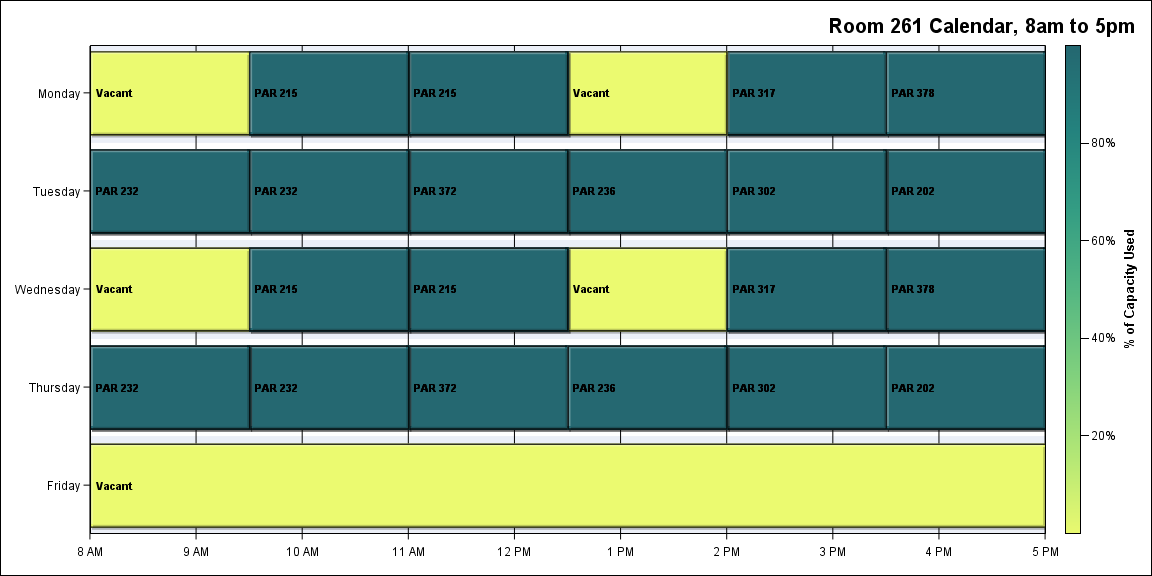 Room 261 Calendar, 8am to 5pm
Monday
Vacant
PAR 215
PAR 215
Vacant
PAR 317
PAR 378
Tuesday
PAR 232
PAR 232
PAR 372
PAR 236
PAR 302
PAR 202
Wednesday
Vacant
PAR 215
PAR 215
Vacant
PAR 317
PAR 378
Thursday
PAR 232
PAR 232
PAR 372
PAR 236
PAR 302
PAR 202
Friday
Vacant
8 AM
9 AM
10 AM
11 AM
12 PM
1 PM
2 PM
3 PM
4 PM
5 PM
80%
60%
40%
20%
% of Capacity Used